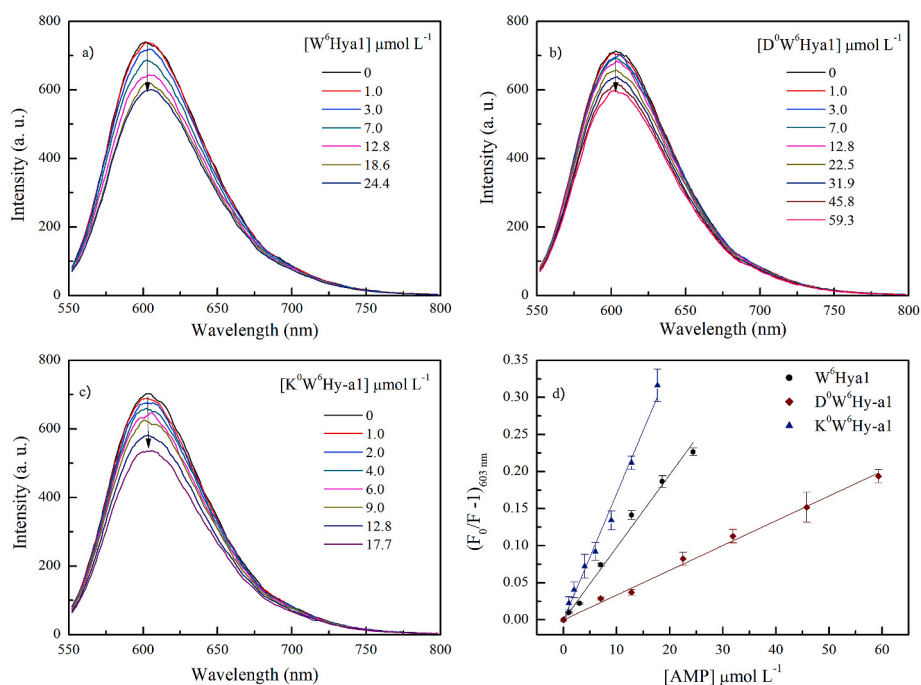 a)
[W⁶Hya1] μmol L⁻¹
0
1.0
3.0
7.0
12.8
18.6
24.4
800
600
400
200
0
Intensity (a. u.)
550 600 650 700 750 800
Wavelength (nm)
b)
[D⁰W⁶Hya1] μmol L⁻¹
0
1.0
3.0
7.0
12.8
22.5
31.9
45.8
59.3
800
700
600
500
400
300
200
100
0
Intensity (a. u.)
550 600 650 700 750 800
Wavelength (nm)
c)
[K⁰W⁶Hy-a1] μmol L⁻¹
0
1.0
2.0
4.0
6.0
9.0
12.8
17.7
800
600
400
200
0
Intensity (a. u.)
550 600 650 700 750 800
Wavelength (nm)
d)
W⁶Hya1
D⁰W⁶Hy-a1
K⁰W⁶Hy-a1
0.35
0.30
0.25
0.20
0.15
0.10
0.05
0.00
(F₀/F -1)₆₀₃ ₙₘ
0 10 20 30 40 50 60
[AMP] μmol L⁻¹